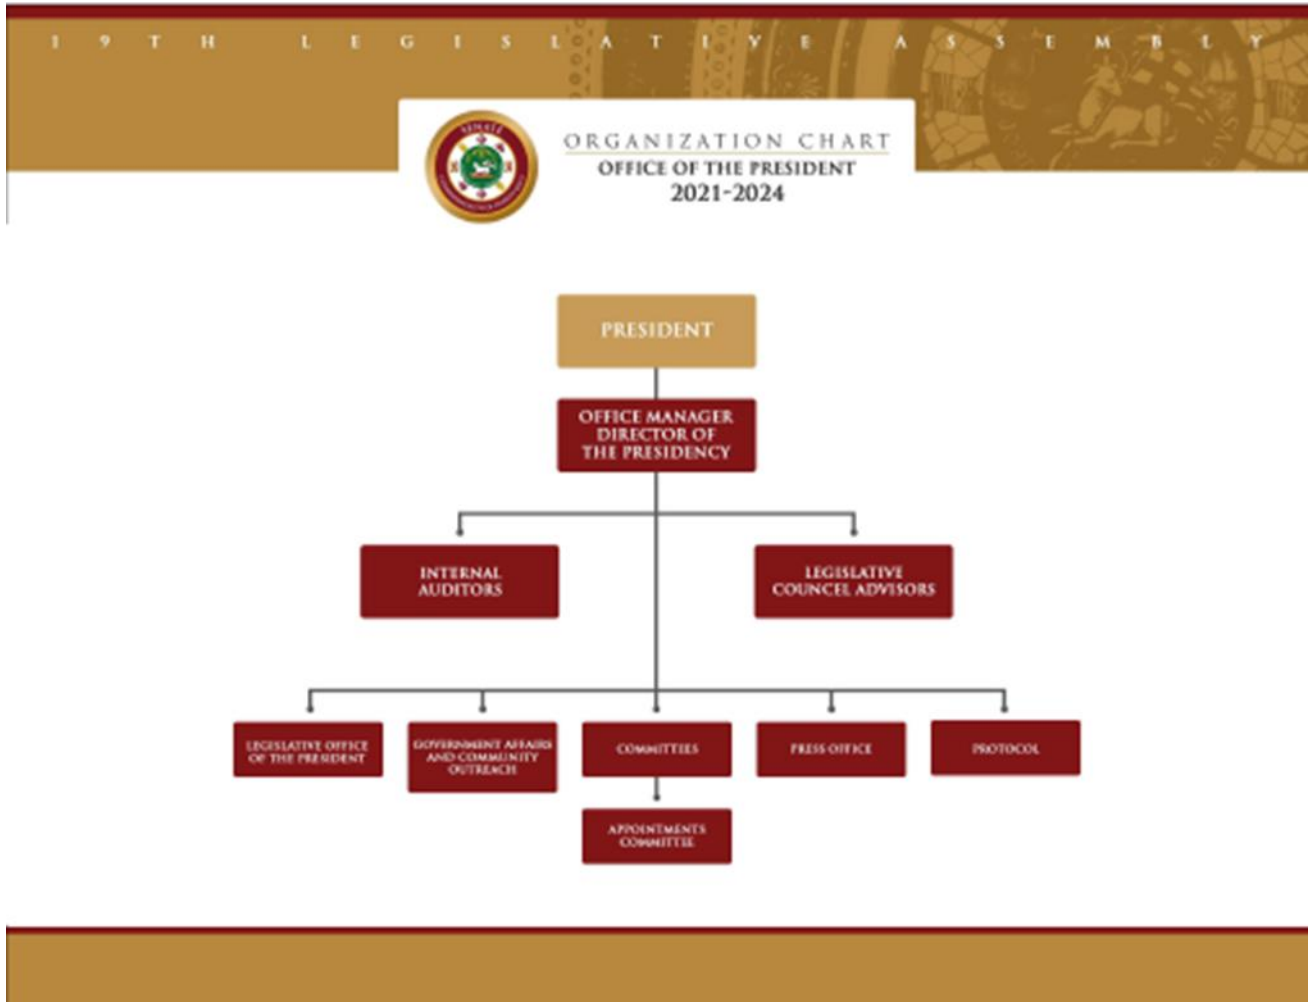 19TH LEGISLATIVE ASSEMBLY
SENATE
ORGANIZATION CHART
OFFICE OF THE PRESIDENT
2021-2024
PRESIDENT
OFFICE MANAGER
DIRECTOR OF
THE PRESIDENCY
INTERNAL
AUDITORS
LEGISLATIVE
COUNCEL ADVISORS
LEGISLATIVE OFFICE
OF THE PRESIDENT
GOVERNMENT AFFAIRS
AND COMMUNITY
OUTREACH
COMMITTEES
PRESS OFFICE
PROTOCOL
APPOINTMENTS
COMMITTEE